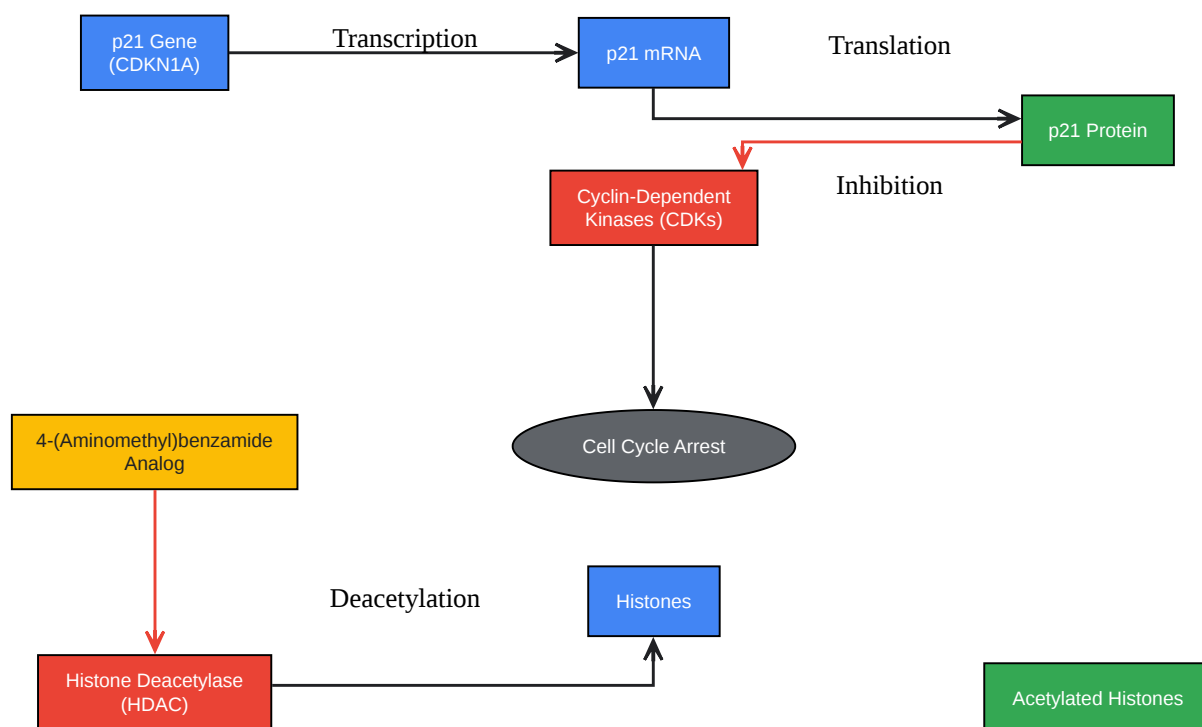 p21 Gene
(CDKN1A)
Transcription
p21 mRNA
Translation
p21 Protein
Inhibition
Cyclin-Dependent
Kinases (CDKs)
4-(Aminomethyl)benzamide
Analog
Cell Cycle Arrest
Deacetylation
Histones
Histone Deacetylase
(HDAC)
Acetylated Histones